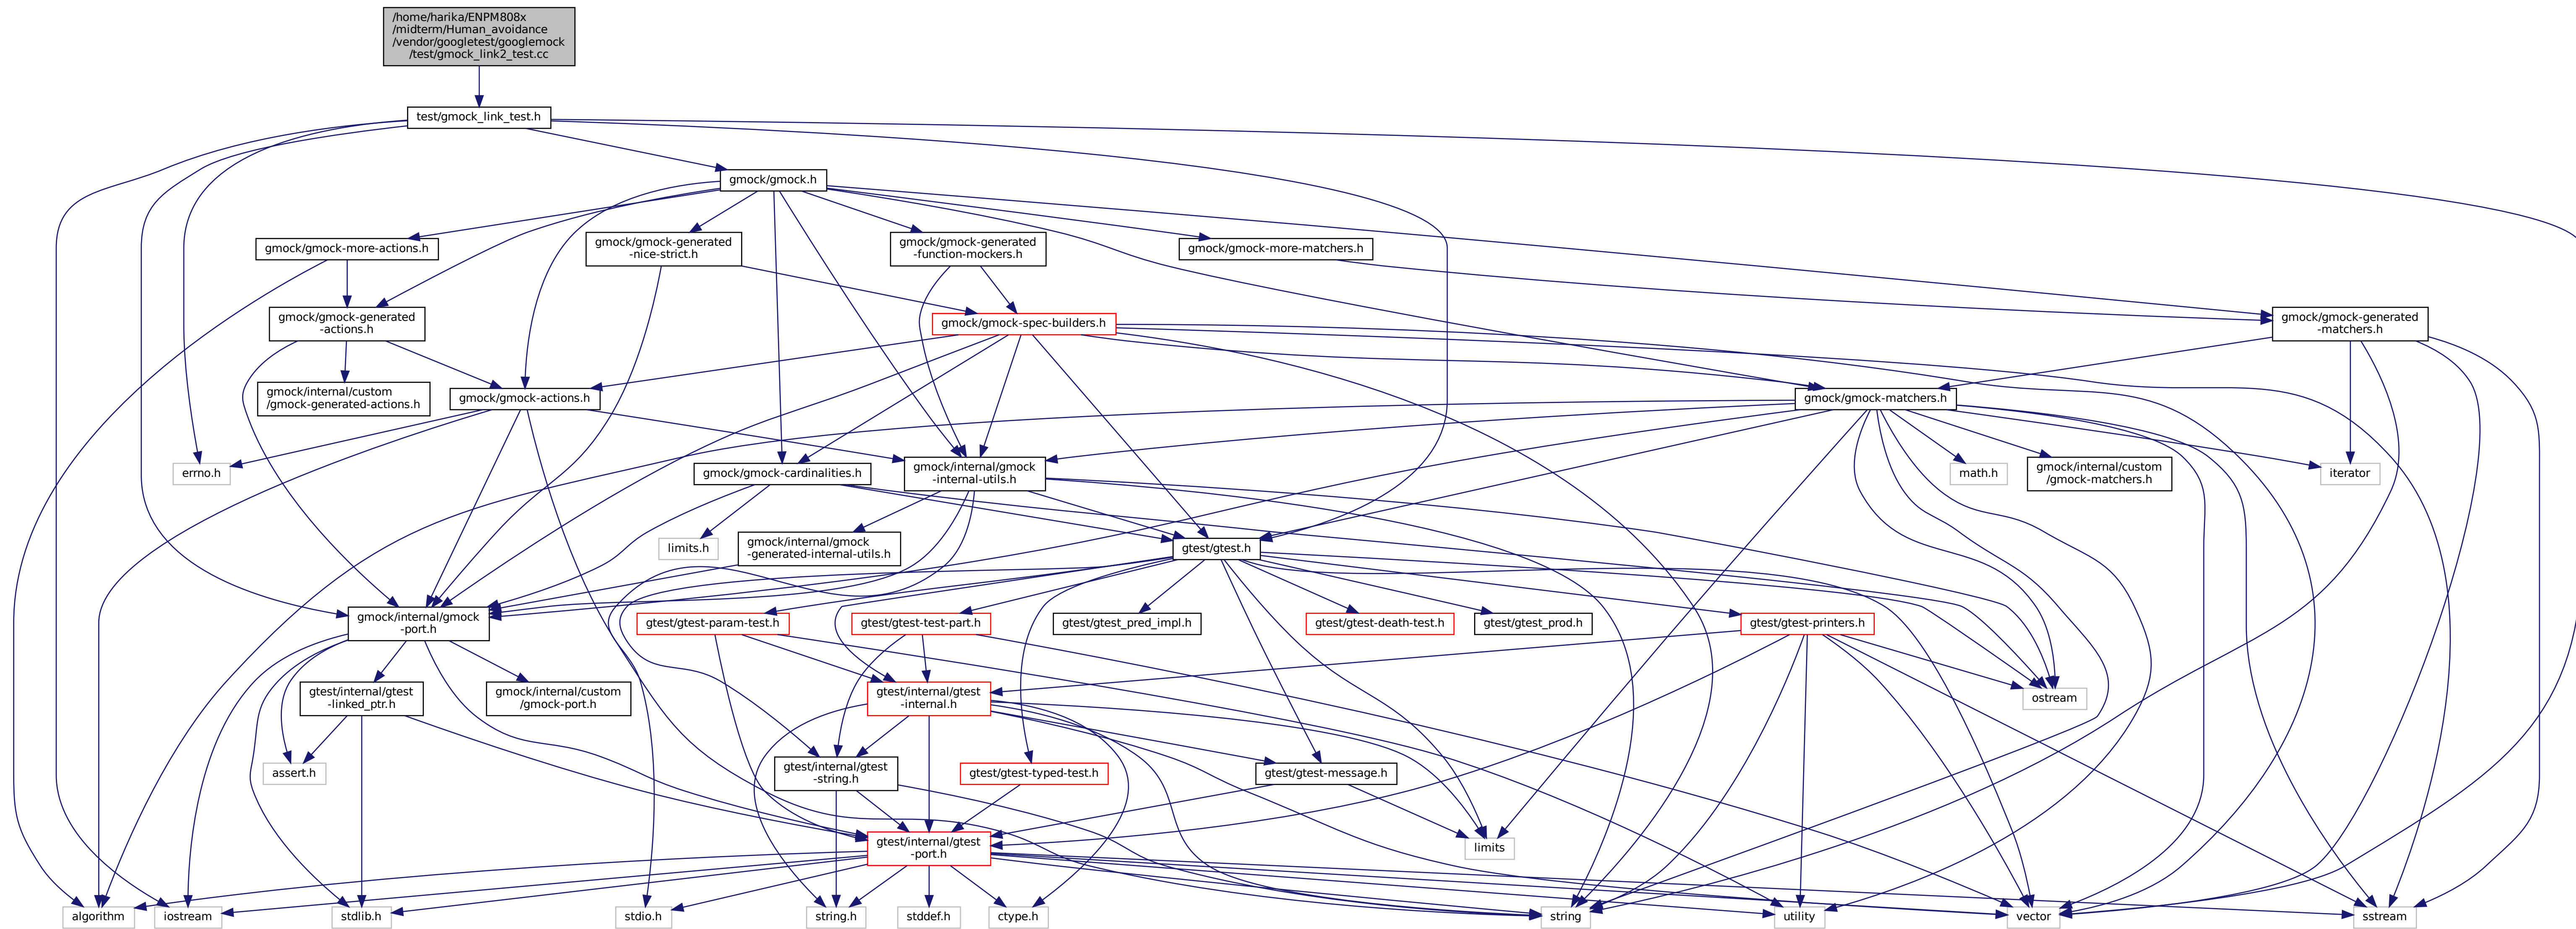 /home/harika/ENPM808x
/midterm/Human_avoidance
/vendor/googletest/googlemock
/test/gmock_link2_test.cc
test/gmock_link_test.h
gmock/gmock.h
gmock/gmock-more-actions.h
gmock/gmock-generated
-nice-strict.h
gmock/gmock-generated
-function-mockers.h
gmock/gmock-more-matchers.h
gmock/gmock-generated
-actions.h
gmock/gmock-spec-builders.h
gmock/gmock-generated
-matchers.h
gmock/internal/custom
/gmock-generated-actions.h
gmock/gmock-actions.h
gmock/gmock-matchers.h
errno.h
gmock/gmock-cardinalities.h
gmock/internal/gmock
-internal-utils.h
math.h
gmock/internal/custom
/gmock-matchers.h
iterator
limits.h
gmock/internal/gmock
-generated-internal-utils.h
gtest/gtest.h
gmock/internal/gmock
-port.h
gtest/gtest-param-test.h
gtest/gtest-test-part.h
gtest/gtest_pred_impl.h
gtest/gtest-death-test.h
gtest/gtest_prod.h
gtest/gtest-printers.h
gtest/internal/gtest
-linked_ptr.h
gmock/internal/custom
/gmock-port.h
gtest/internal/gtest
-internal.h
ostream
assert.h
gtest/internal/gtest
-string.h
gtest/gtest-typed-test.h
gtest/gtest-message.h
gtest/internal/gtest
-port.h
limits
algorithm
iostream
stdlib.h
stdio.h
string.h
stddef.h
ctype.h
string
utility
vector
sstream